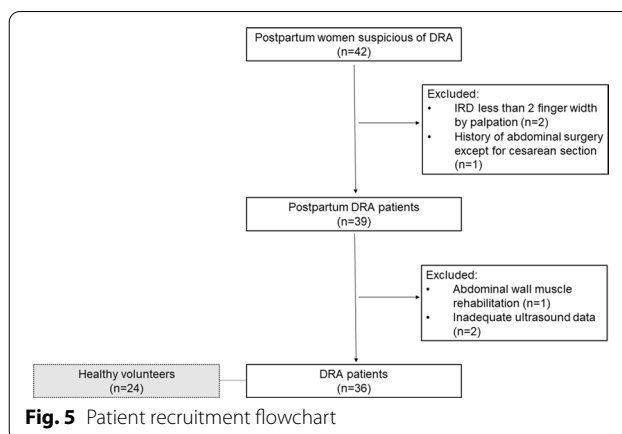 Postpartum women suspicious of DRA
(n=42)
Excluded:
• IRD less than 2 finger width
by palpation (n=2)
• History of abdominal surgery
except for cesarean section
(n=1)
Postpartum DRA patients
(n=39)
Excluded:
• Abdominal wall muscle
rehabilitation (n=1)
• Inadequate ultrasound data
(n=2)
Healthy volunteers
(n=24)
DRA patients
(n=36)
Fig. 5 Patient recruitment flowchart